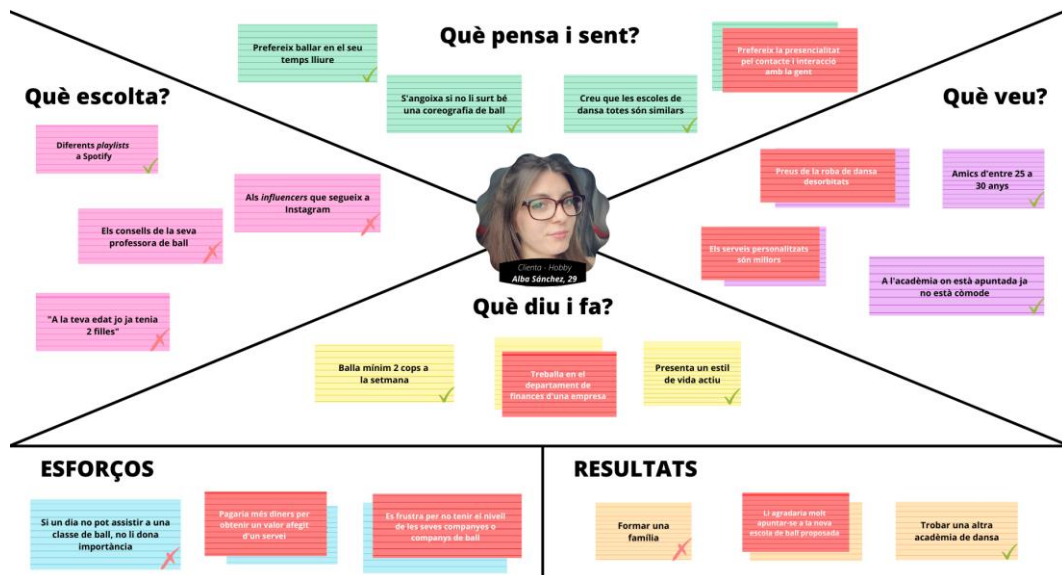 Què pensa i sent?
Prefereix ballar en el seu
temps lliure
S'angoixa si no li surt bé
una coreografia de ball
Creu que les escoles de
dansa totes són similars
Prefereix la presencialitat
pel contacte i interacció
amb la gent
Què escolta?
Diferents playlists
a Spotify
Als influencers que segueix a
Instagram
Els consells de la seva
professora de ball
"A la teva edat jo ja tenia
2 filles"
Què veu?
Preus de la roba de dansa
desorbitats
Amics d'entre 25 a
30 anys
Els serveis personalitzats
són millors
A l'acadèmia on està apuntada ja
no està còmode
Clienta - Hobby
Alba Sánchez, 29
Què diu i fa?
Balla mínim 2 cops a
la setmana
Treballa en el
departament de
finances d'una empresa
Presenta un estil
de vida actiu
ESFORÇOS
Si un dia no pot assistir a una
classe de ball, no li dona
importància
Pagaria més diners per
obtenir un valor afegit
d'un servei
Es frustra per no tenir el nivell
de les seves companyes o
companys de ball
RESULTATS
Formar una
família
Li agradaria molt
apuntar-se a la nova
escola de ball proposada
Trobar una altra
acadèmia de dansa